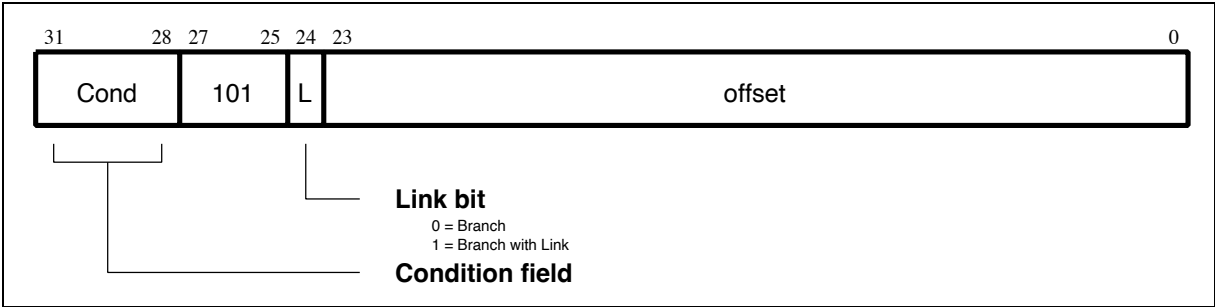 31 28 27 25 24 23 0
Cond 101 L offset
Link bit
0 = Branch
1 = Branch with Link
Condition field